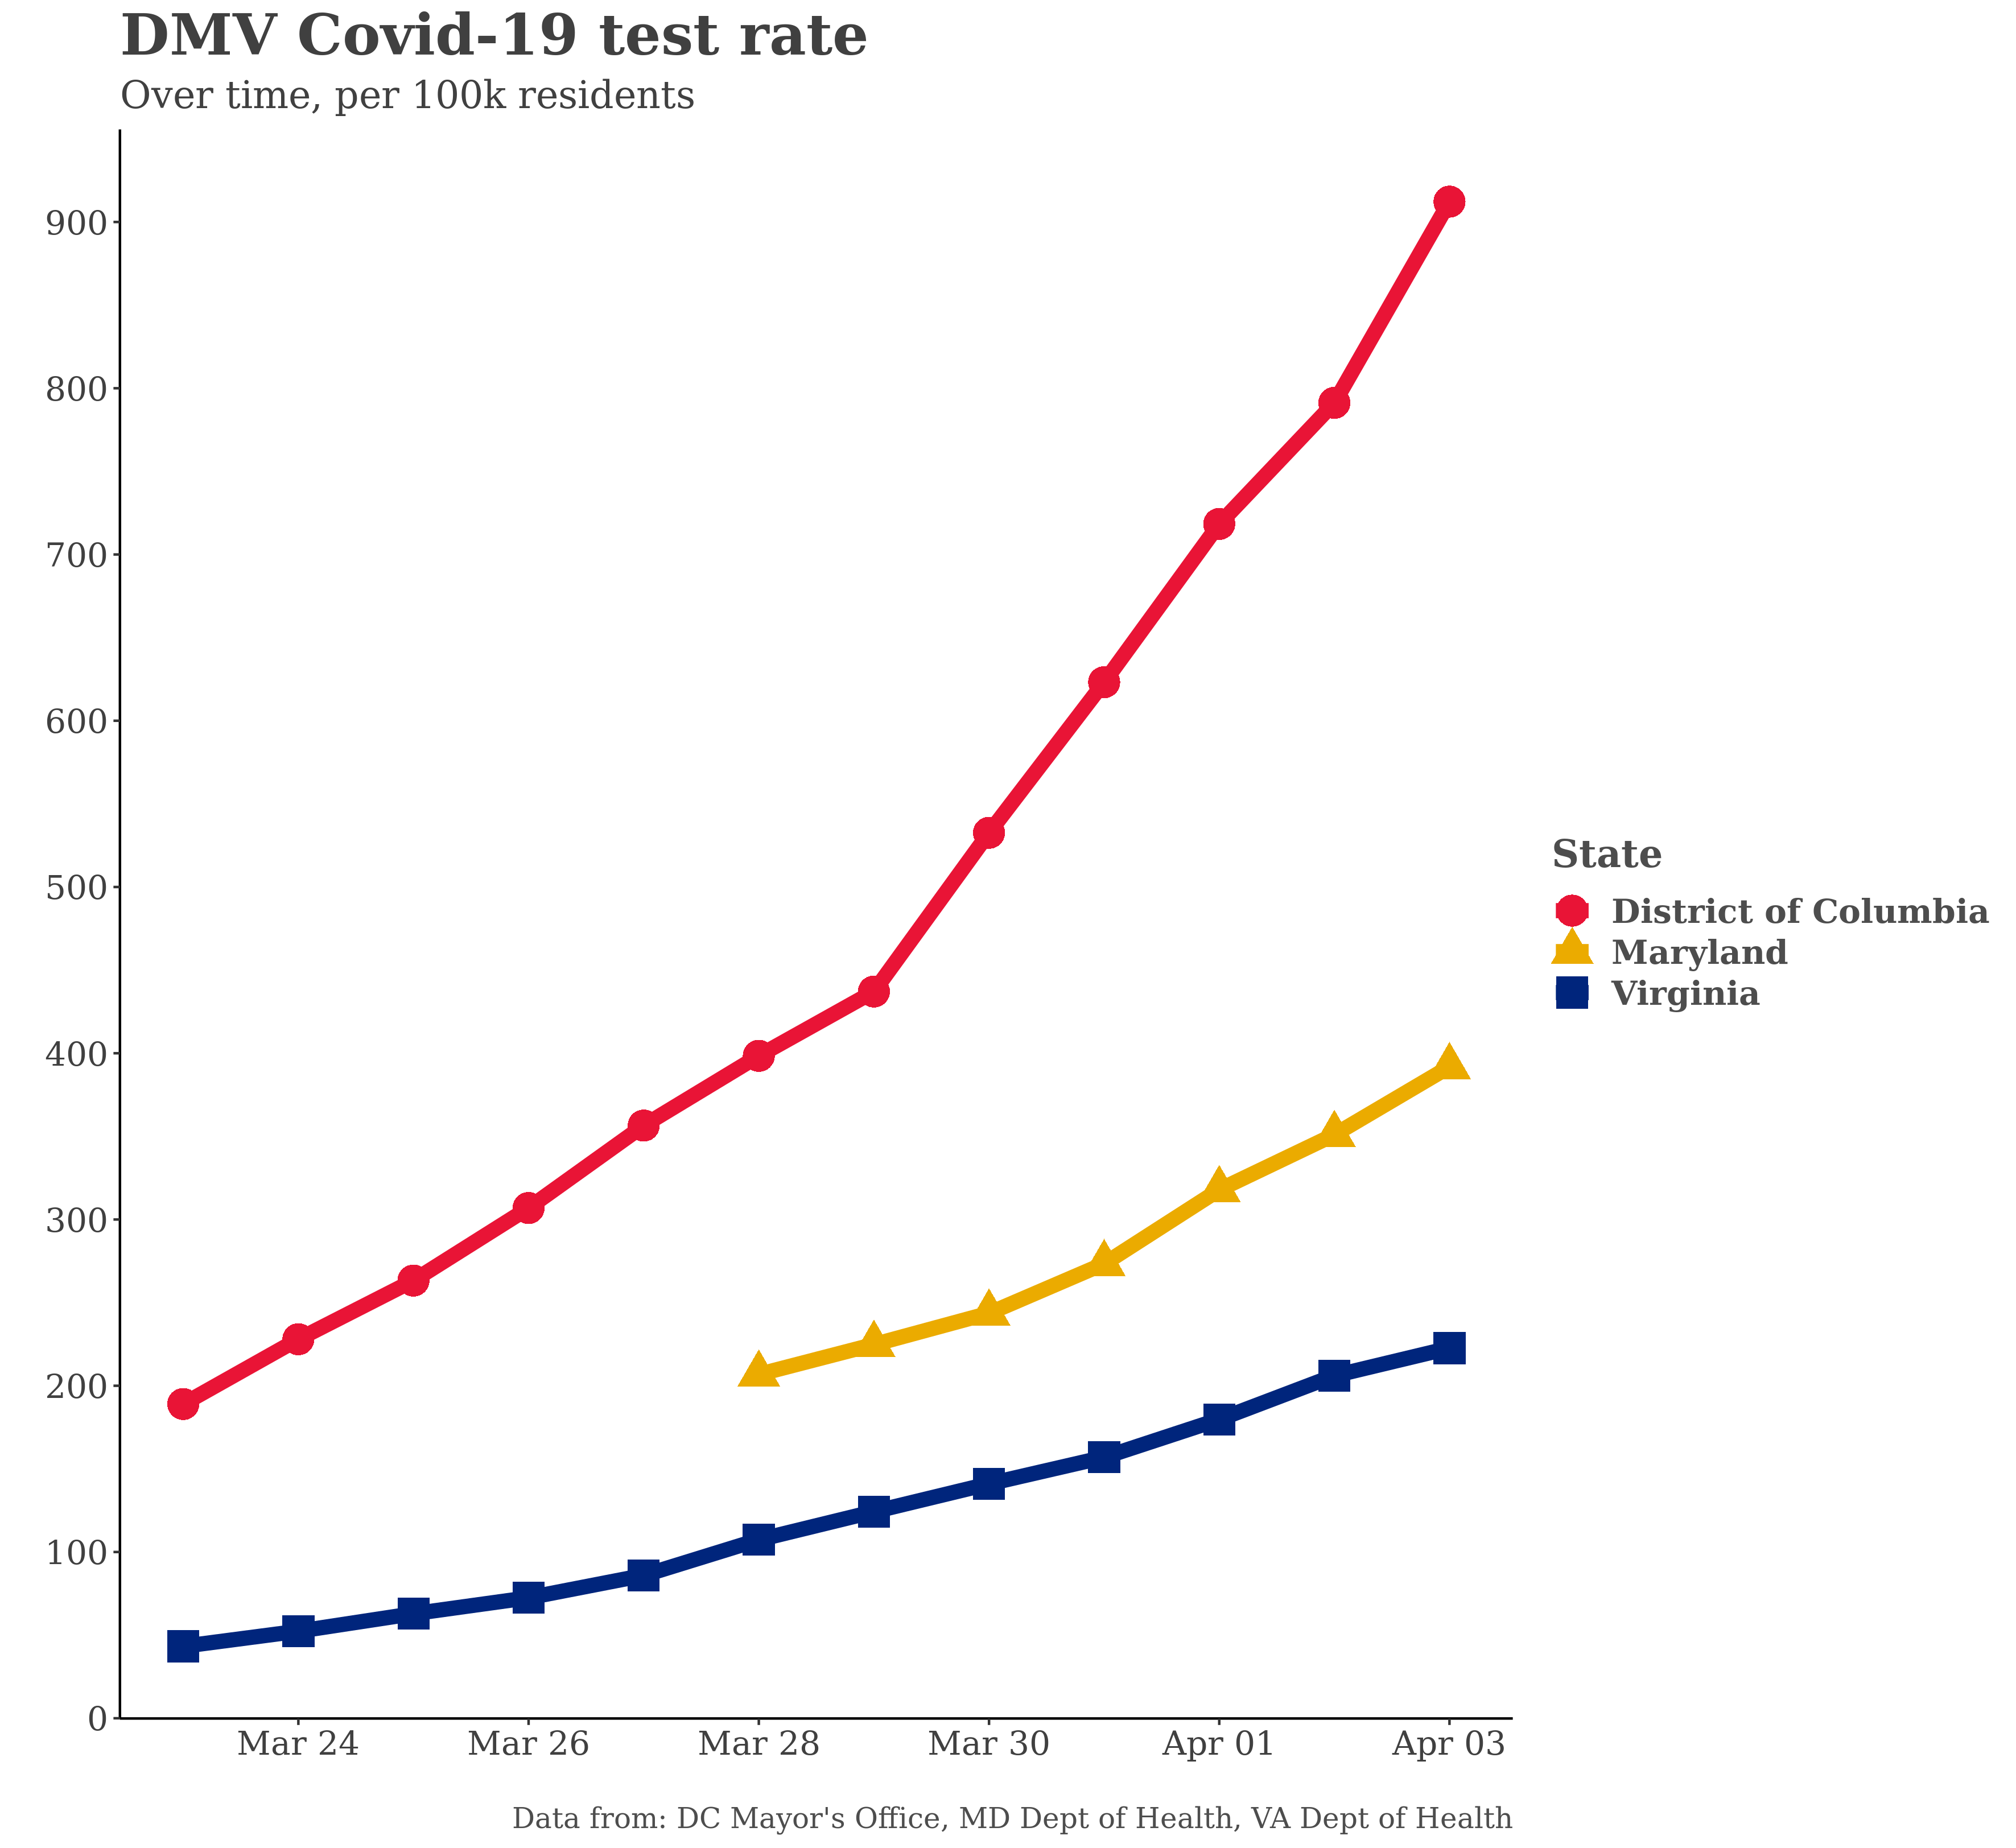 DMV Covid-19 test rate
Over time, per 100k residents
900
800
700
600
500
400
300
200
100
0
Mar 24 Mar 26 Mar 28 Mar 30 Apr 01 Apr 03
State
District of Columbia
Maryland
Virginia
Data from: DC Mayor's Office, MD Dept of Health, VA Dept of Health